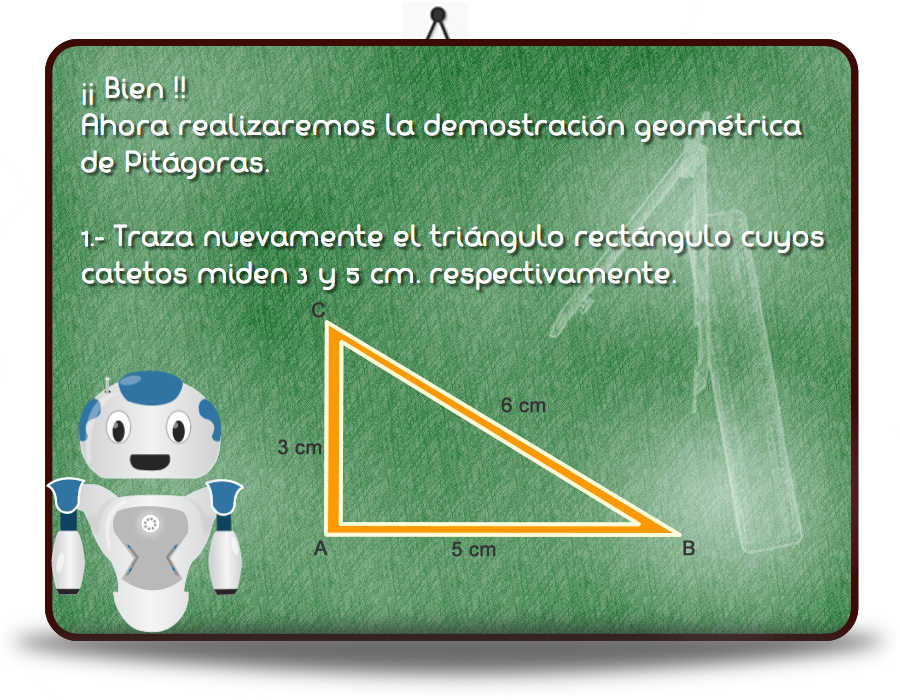 ¡¡ Bien !!
Ahora realizaremos la demostración geométrica
de Pitágoras.
1.- Traza nuevamente el triángulo rectángulo cuyos
catetos miden 3 y 5 cm. respectivamente.
C
6 cm
3 cm
A
5 cm
B